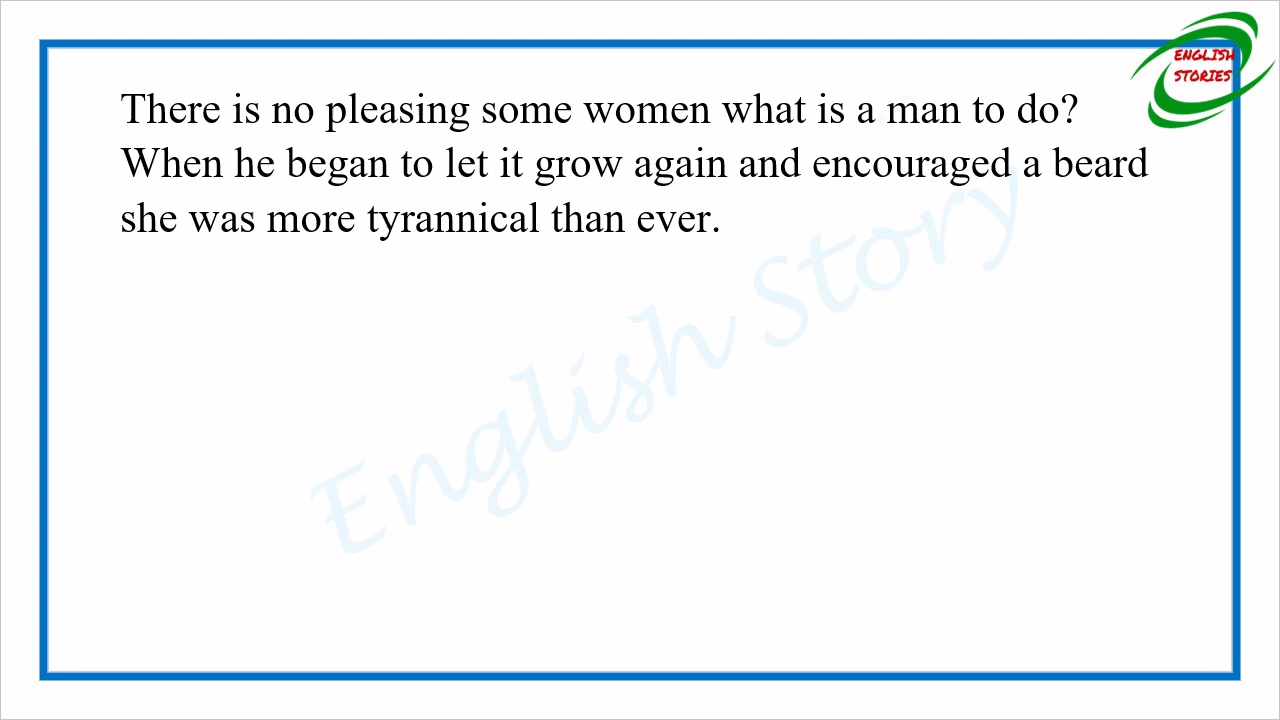 ENGLISH
STORIES
There is no pleasing some women what is a man to do?
When he began to let it grow again and encouraged a beard
she was more tyrannical than ever.
English Story